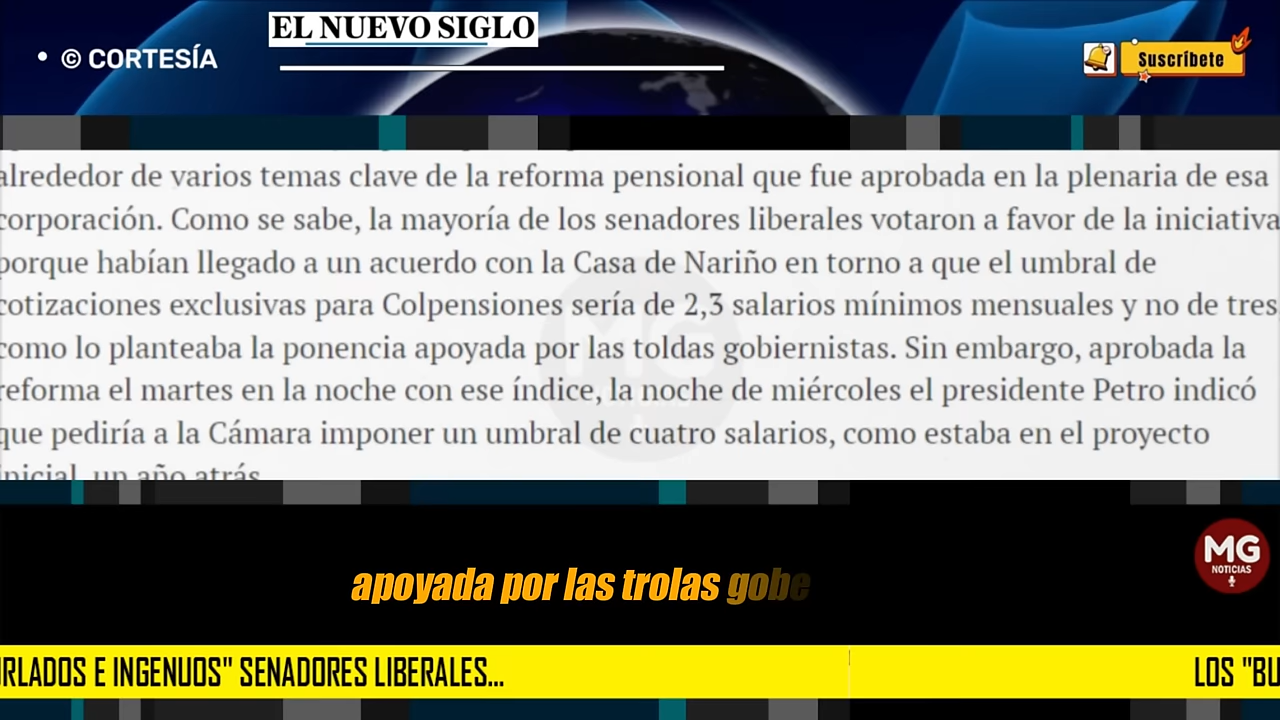 EL NUEVO SIGLO
• © CORTESÍA
Suscríbete
alrededor de varios temas clave de la reforma pensional que fue aprobada en la plenaria de esa
corporación. Como se sabe, la mayoría de los senadores liberales votaron a favor de la iniciativa
porque habían llegado a un acuerdo con la Casa de Nariño en torno a que el umbral de
cotizaciones exclusivas para Colpensiones sería de 2,3 salarios mínimos mensuales y no de tres
como lo planteaba la ponencia apoyada por las toldas gobiernistas. Sin embargo, aprobada la
reforma el martes en la noche con ese índice, la noche de miércoles el presidente Petro indicó
que pediría a la Cámara imponer un umbral de cuatro salarios, como estaba en el proyecto
inicial, un año atrás
MG
NOTICIAS
apoyada por las trolas gobe
URLADOS E INGENUOS" SENADORES LIBERALES... LOS "BU